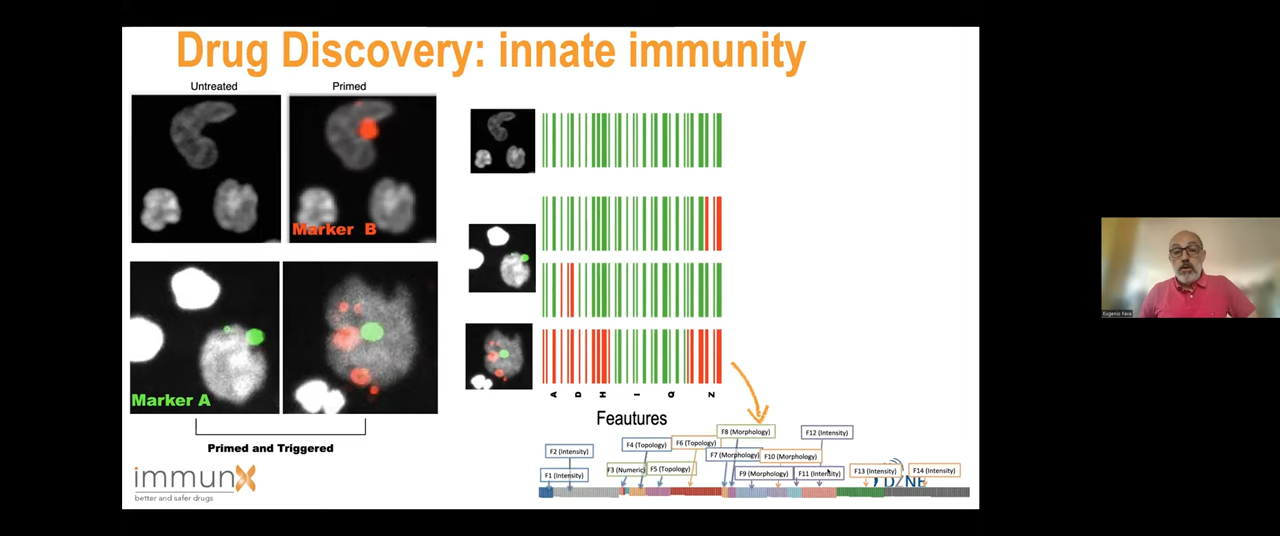 Drug Discovery: innate immunity
Untreated
Primed
Marker B
Marker A
Primed and Triggered
immunX
better and safer drugs
A D H I Q Z
Feautures
F8 (Morphology)
F12 (Intensity)
F2 (Intensity)
F4 (Topology)
F6 (Topology)
F7 (Morphology)
F10 (Morphology)
F1 (Intensity)
F3 (Numeric)
F5 (Topology)
F9 (Morphology)
F11 (Intensity)
F13 (Intensity)
F14 (Intensity)
DZNE
Eugenio Fava